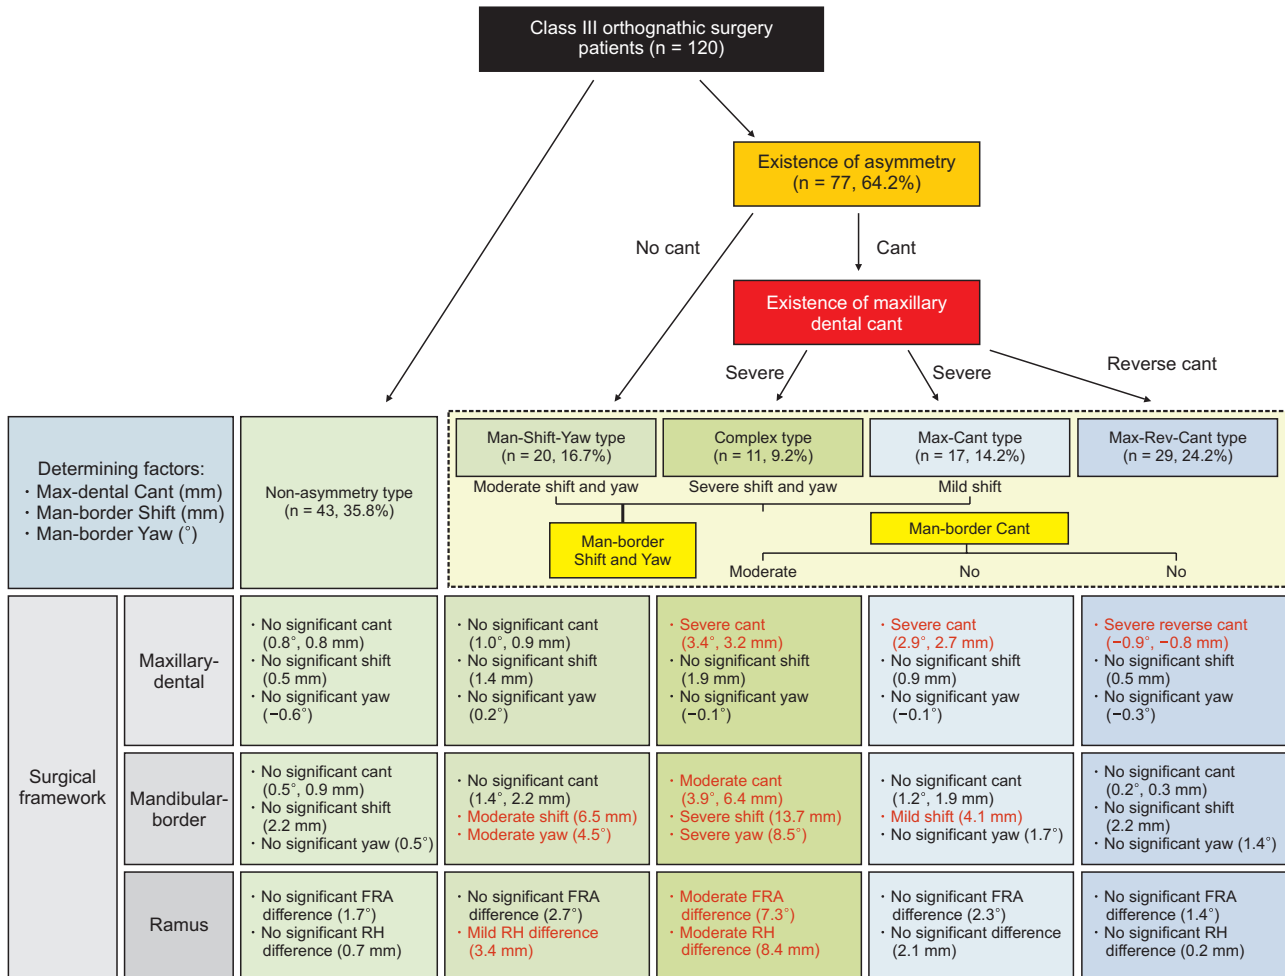 Class III orthognathic surgery
patients (n = 120)
Existence of asymmetry
(n = 77, 64.2%)
No cant
Cant
Existence of maxillary
dental cant
Severe
Severe
Reverse cant
Determining factors:
· Max-dental Cant (mm)
· Man-border Shift (mm)
· Man-border Yaw (˚)
Non-asymmetry type
(n = 43, 35.8%)
Man-Shift-Yaw type
(n = 20, 16.7%)
Complex type
(n = 11, 9.2%)
Max-Cant type
(n = 17, 14.2%)
Max-Rev-Cant type
(n = 29, 24.2%)
Moderate shift and yaw
Severe shift and yaw
Mild shift
Man-border
Shift and Yaw
Man-border Cant
Moderate
No
No
Surgical
framework
Maxillary-
dental
· No significant cant
(0.8˚, 0.8 mm)
· No significant shift
(0.5 mm)
· No significant yaw
(−0.6˚)
· No significant cant
(1.0˚, 0.9 mm)
· No significant shift
(1.4 mm)
· No significant yaw
(0.2˚)
· Severe cant
(3.4˚, 3.2 mm)
· No significant shift
(1.9 mm)
· No significant yaw
(−0.1˚)
· Severe cant
(2.9˚, 2.7 mm)
· No significant shift
(0.9 mm)
· No significant yaw
(−0.1˚)
· Severe reverse cant
(−0.9˚, −0.8 mm)
· No significant shift
(0.5 mm)
· No significant yaw
(−0.3˚)
Mandibular-
border
· No significant cant
(0.5˚, 0.9 mm)
· No significant shift
(2.2 mm)
· No significant yaw (0.5˚)
· No significant cant
(1.4˚, 2.2 mm)
· Moderate shift (6.5 mm)
· Moderate yaw (4.5˚)
· Moderate cant
(3.9˚, 6.4 mm)
· Severe shift (13.7 mm)
· Severe yaw (8.5˚)
· No significant cant
(1.2˚, 1.9 mm)
· Mild shift (4.1 mm)
· No significant yaw (1.7˚)
· No significant cant
(0.2˚, 0.3 mm)
· No significant shift
(2.2 mm)
· No significant yaw (1.4˚)
Ramus
· No significant FRA
difference (1.7˚)
· No significant RH
difference (0.7 mm)
· No significant FRA
difference (2.7˚)
· Mild RH difference
(3.4 mm)
· Moderate FRA
difference (7.3˚)
· Moderate RH
difference (8.4 mm)
· No significant FRA
difference (2.3˚)
· No significant difference
(2.1 mm)
· No significant FRA
difference (1.4˚)
· No significant RH
difference (0.2 mm)